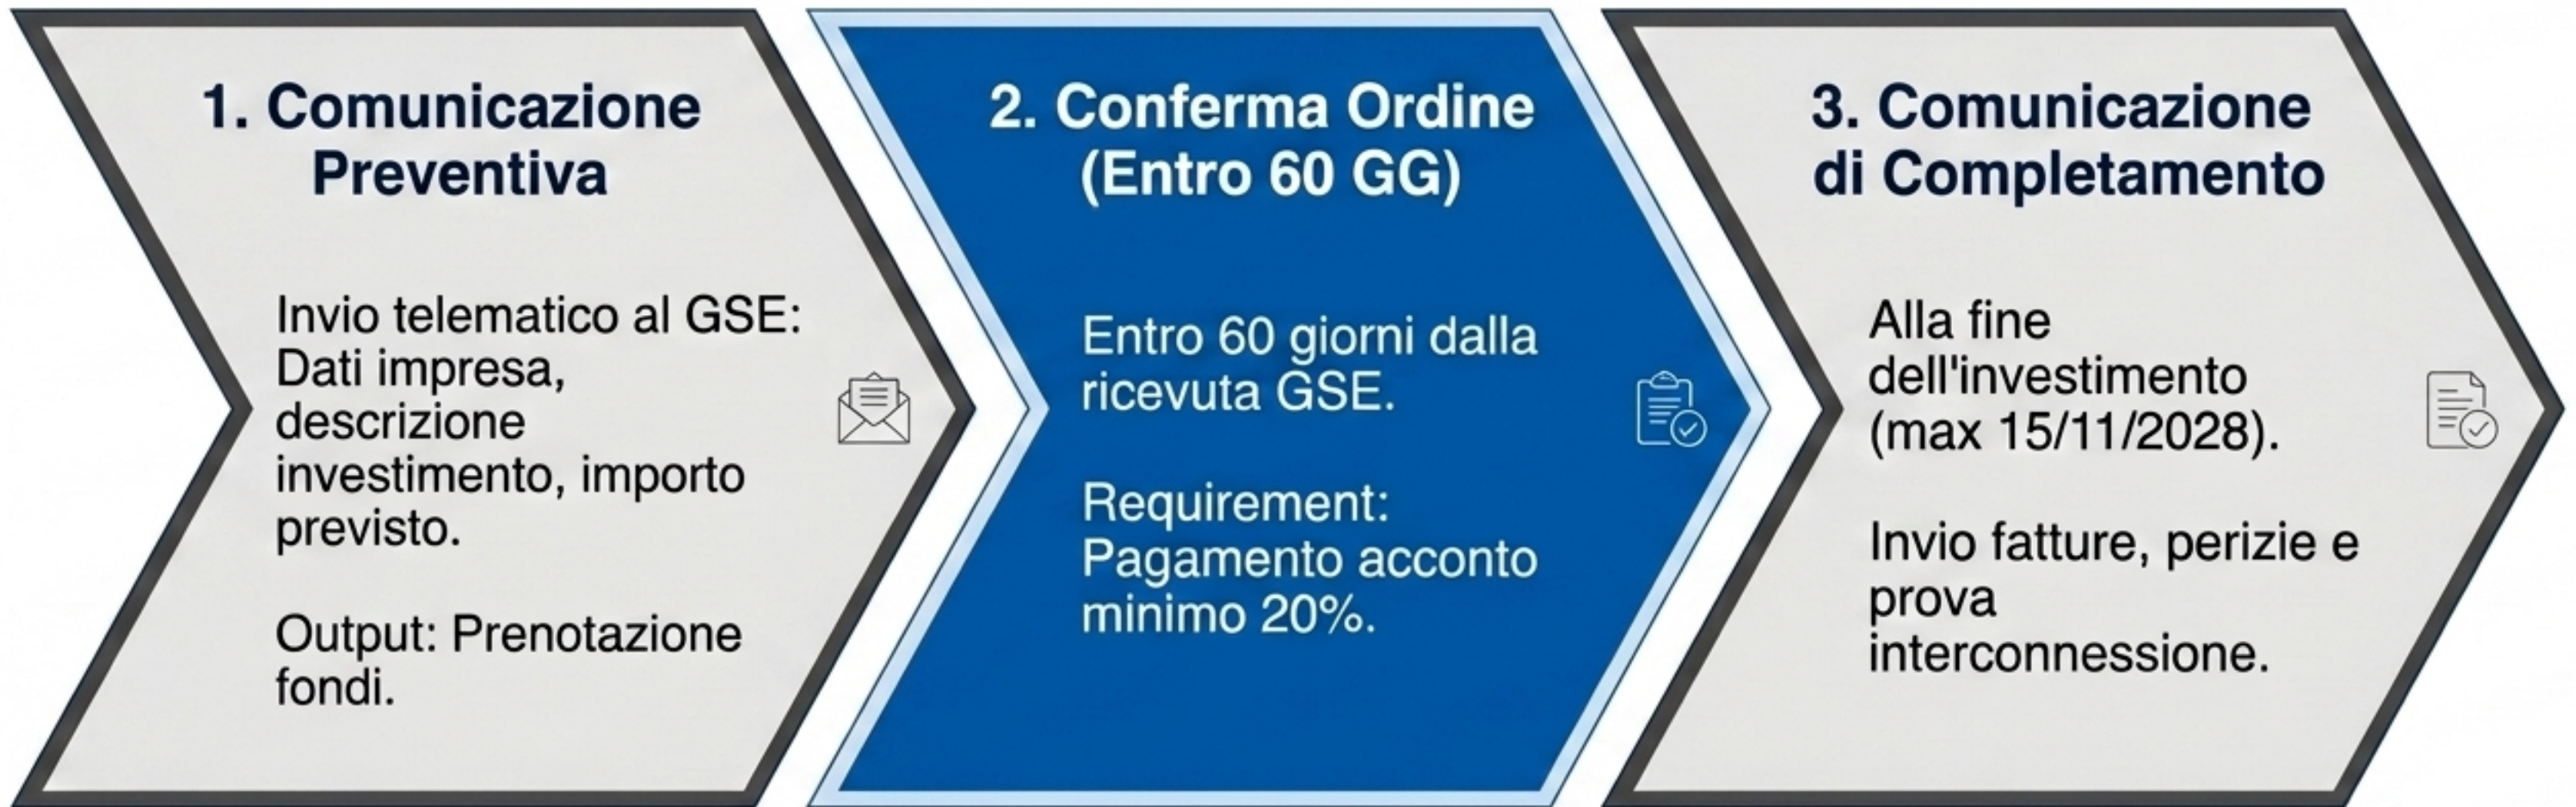 1. Comunicazione
Preventiva
Invio telematico al GSE:
Dati impresa,
descrizione
investimento, importo
previsto.
Output: Prenotazione
fondi.
2. Conferma Ordine
(Entro 60 GG)
Entro 60 giorni dalla
ricevuta GSE.
Requirement:
Pagamento acconto
minimo 20%.
3. Comunicazione
di Completamento
Alla fine
dell'investimento
(max 15/11/2028).
Invio fatture, perizie e
prova
interconnessione.